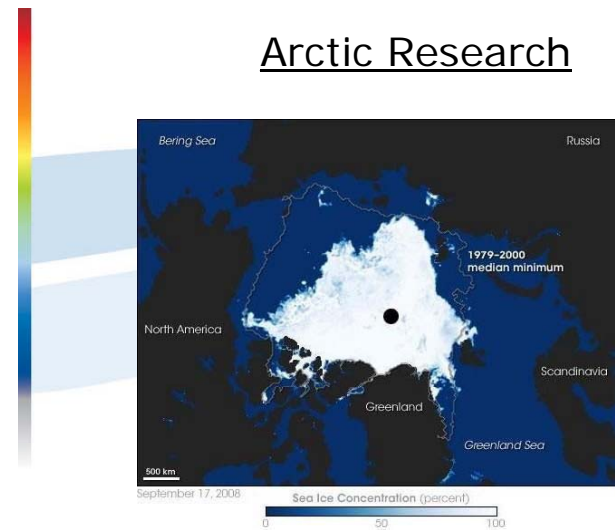 Arctic Research
Bering Sea
Russia
1979–2000
median minimum
North America
Scandinavia
Greenland
Greenland Sea
500 km
September 17, 2008
Sea Ice Concentration (percent)
0 50 100